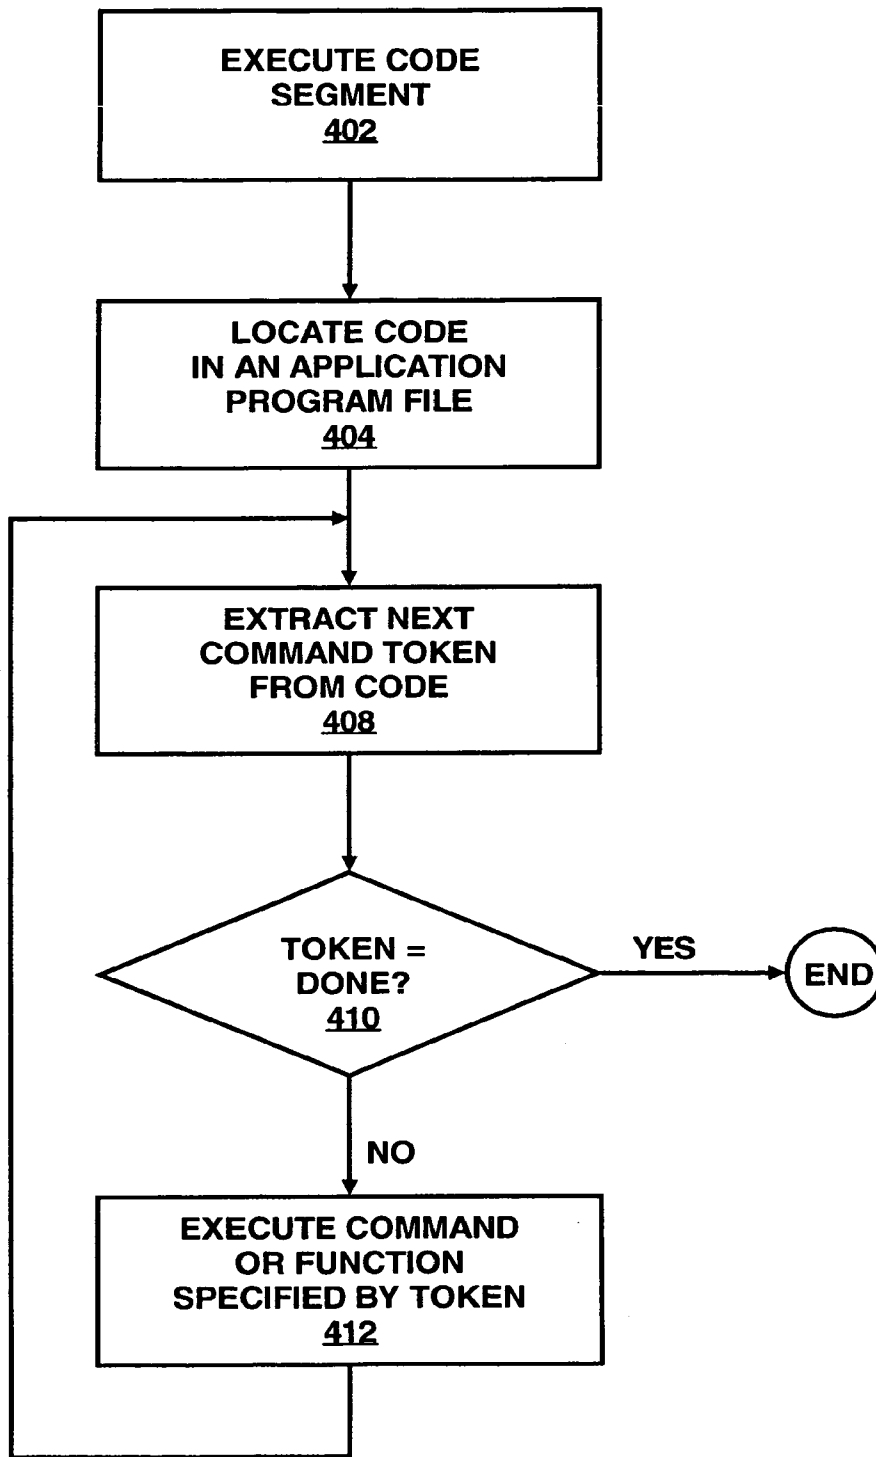 EXECUTE CODE
SEGMENT
402
LOCATE CODE
IN AN APPLICATION
PROGRAM FILE
404
EXTRACT NEXT
COMMAND TOKEN
FROM CODE
408
TOKEN =
DONE?
410
YES
END
NO
EXECUTE COMMAND
OR FUNCTION
SPECIFIED BY TOKEN
412